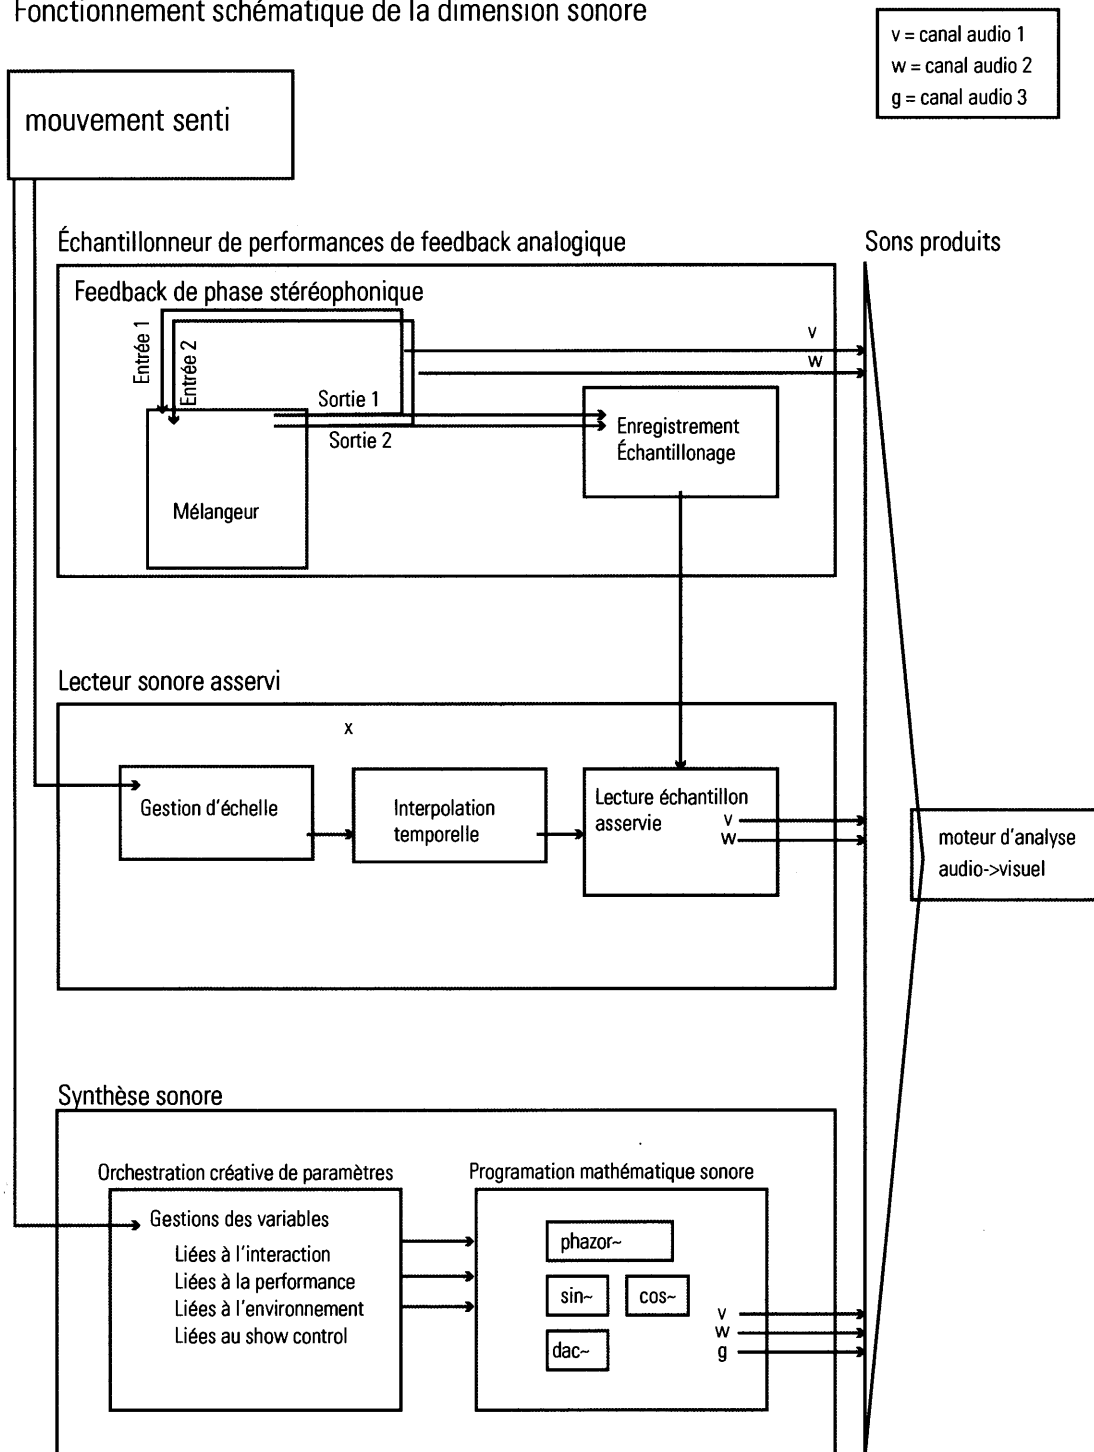 Fonctionnement schématique de la dimension sonore
v = canal audio 1
w = canal audio 2
g = canal audio 3
mouvement senti
Échantillonneur de performances de feedback analogique
Sons produits
Feedback de phase stéréophonique
Entrée 1
Entrée 2
v
w
Sortie 1
Sortie 2
Enregistrement
Échantillonage
Mélangeur
Lecteur sonore asservi
x
Gestion d'échelle
Interpolation
temporelle
Lecture échantillon
asservie
v
w
moteur d'analyse
audio->visuel
Synthèse sonore
Orchestration créative de paramètres
Programation mathématique sonore
Gestions des variables
Liées à l'interaction
Liées à la performance
Liées à l'environnement
Liées au show control
phazor~
sin~
cos~
dac~
v
w
g